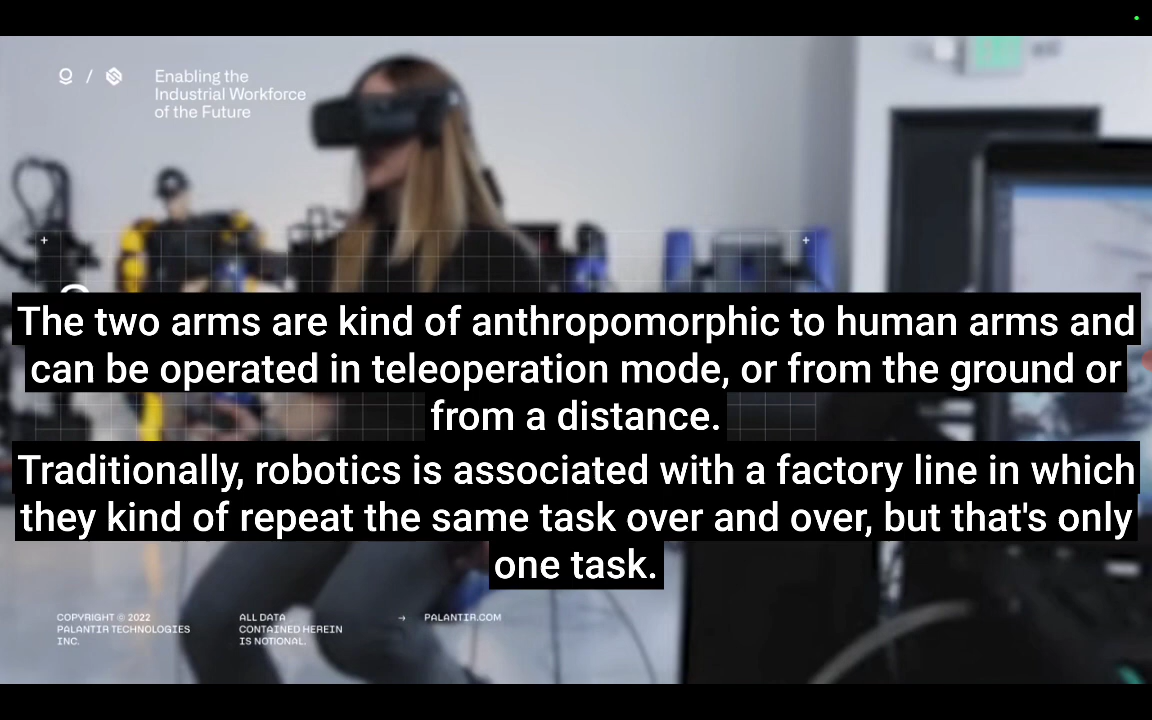 Enabling the
Industrial Workforce
of the Future
The two arms are kind of anthropomorphic to human arms and
can be operated in teleoperation mode, or from the ground or
from a distance.
Traditionally, robotics is associated with a factory line in which
they kind of repeat the same task over and over, but that's only
one task.
COPYRIGHT © 2022
PALANTIR TECHNOLOGIES
INC.
ALL DATA
CONTAINED HEREIN
IS NOTIONAL.
→ PALANTIR.COM